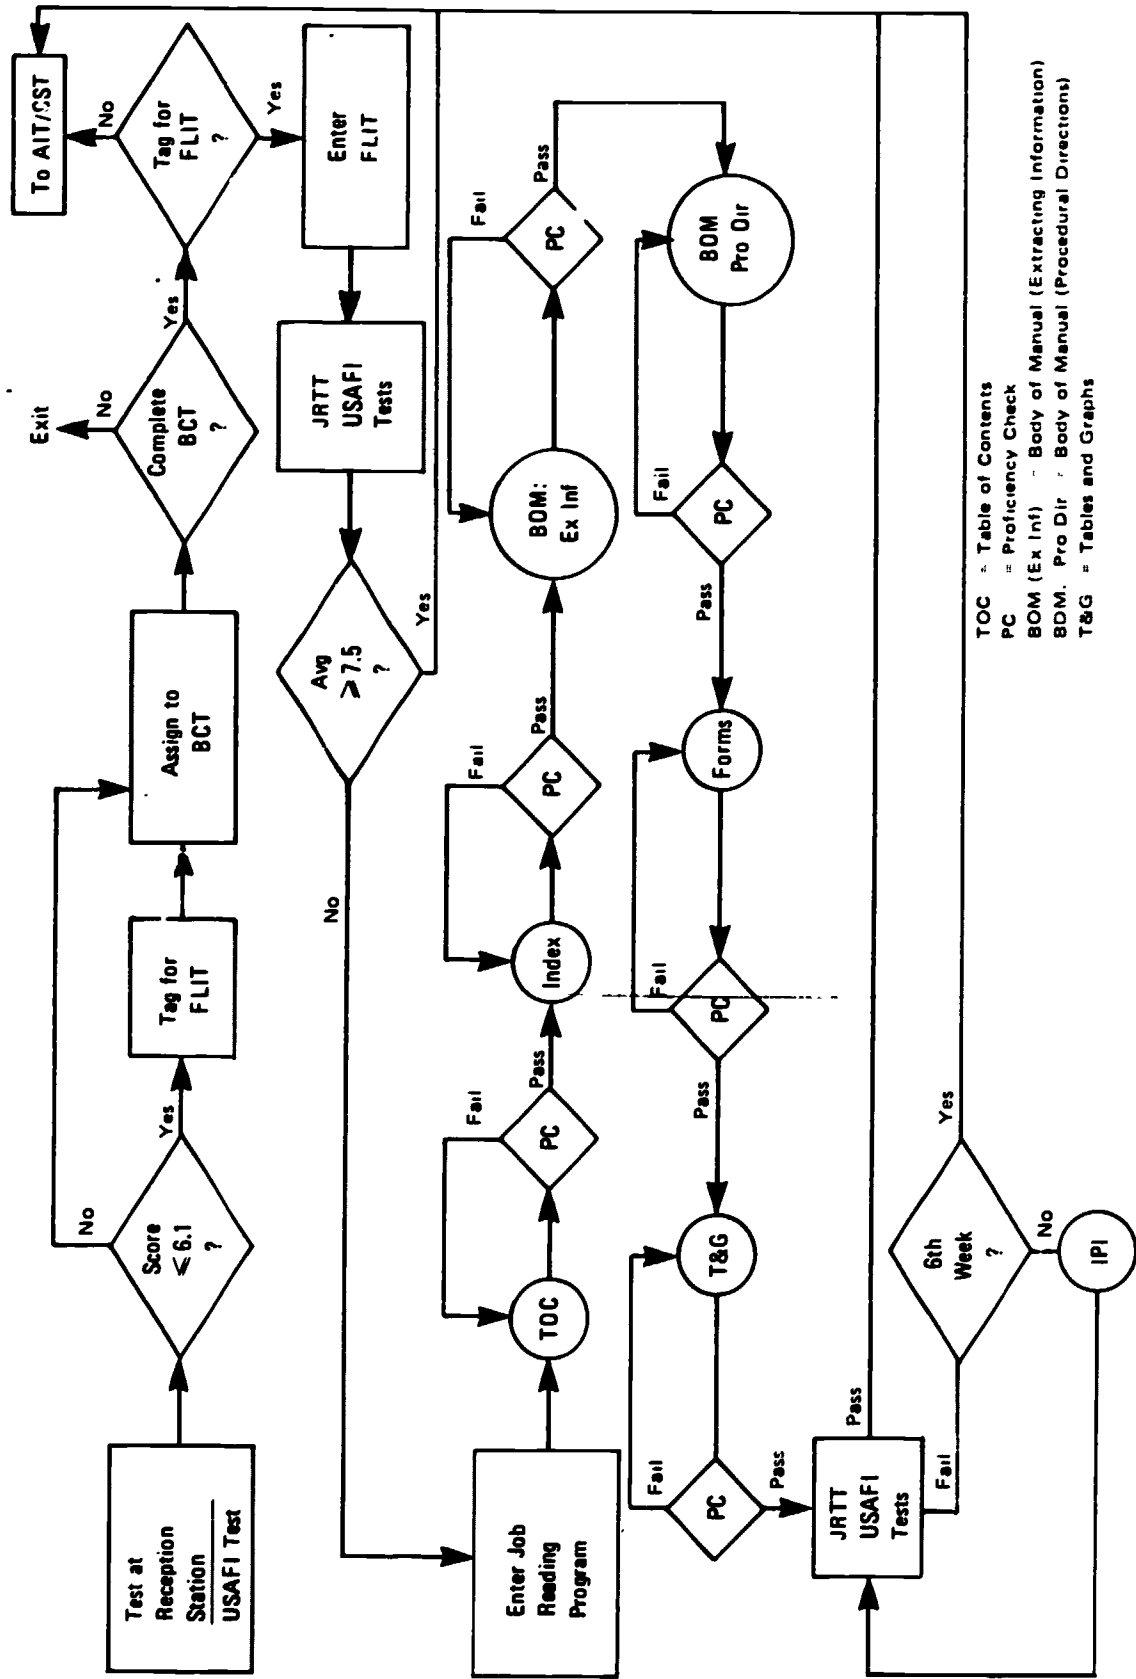 Test at
Reception
Station
USAFI Test
Score
≤ 6.1
?
No
Yes
Tag for
FLIT
Assign to
BCT
Complete
BCT
?
No
Exit
Yes
Tag for
FLIT
?
No
To AIT/CST
Yes
Enter
FLIT
JRTT
USAFI
Tests
Avg
≥ 7.5
?
Yes
No
Enter Job
Reading
Program
TOC
PC
Fail
Pass
Index
PC
Fail
Pass
BOM:
Ex Inf
PC
Fail
Pass
BOM
Pro Dir
PC
Fail
Pass
Forms
PC
Fail
Pass
T&G
PC
Fail
Pass
JRTT
USAFI
Tests
Pass
Fail
6th
Week
?
Yes
No
IPI
TOC = Table of Contents
PC = Proficiency Check
BOM (Ex Inf) - Body of Manual (Extracting Information)
BOM. Pro Dir - Body of Manual (Procedural Directions)
T&G = Tables and Graphs